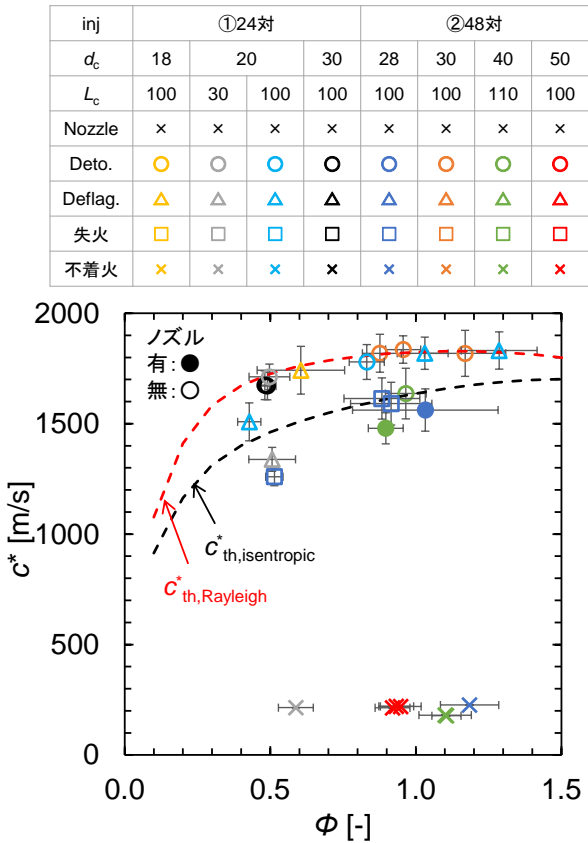 inj ①24対 ②48対
d_c 18 20 30 28 30 40 50
L_c 100 30 100 100 100 100 110 100
Nozzle × × × × × × × ×
Deto. ○ ○ ○ ○ ○ ○ ○ ○
Deflag. △ △ △ △ △ △ △ △
失火 □ □ □ □ □ □ □ □
不着火 × × × × × × × ×
2000
ノズル
有: ●
無: ○
1500
1000
c*th,isentropic
c*th,Rayleigh
500
0
c* [m/s]
0.0 0.5 1.0 1.5
Φ [-]